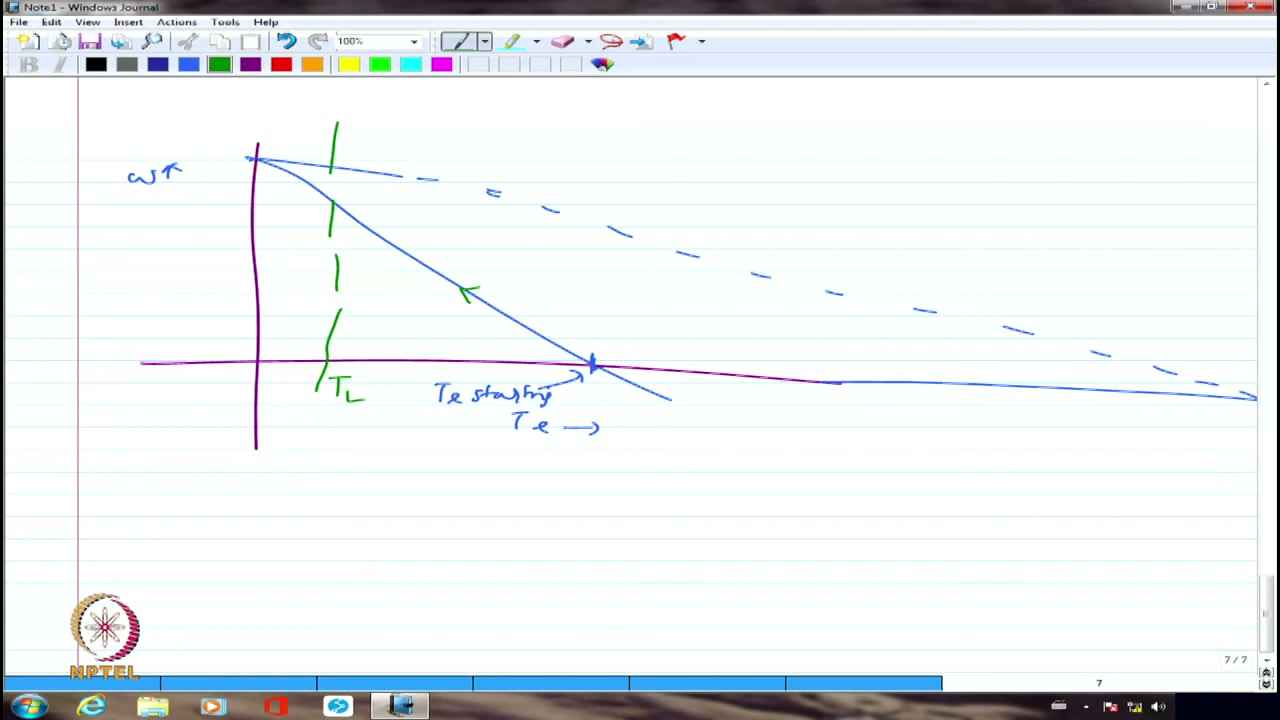 Note1 - Windows Journal
File Edit View Insert Actions Tools Help
100%
B I
ω↑
TL
Te starting
Te →
NPTEL
7 / 7
7